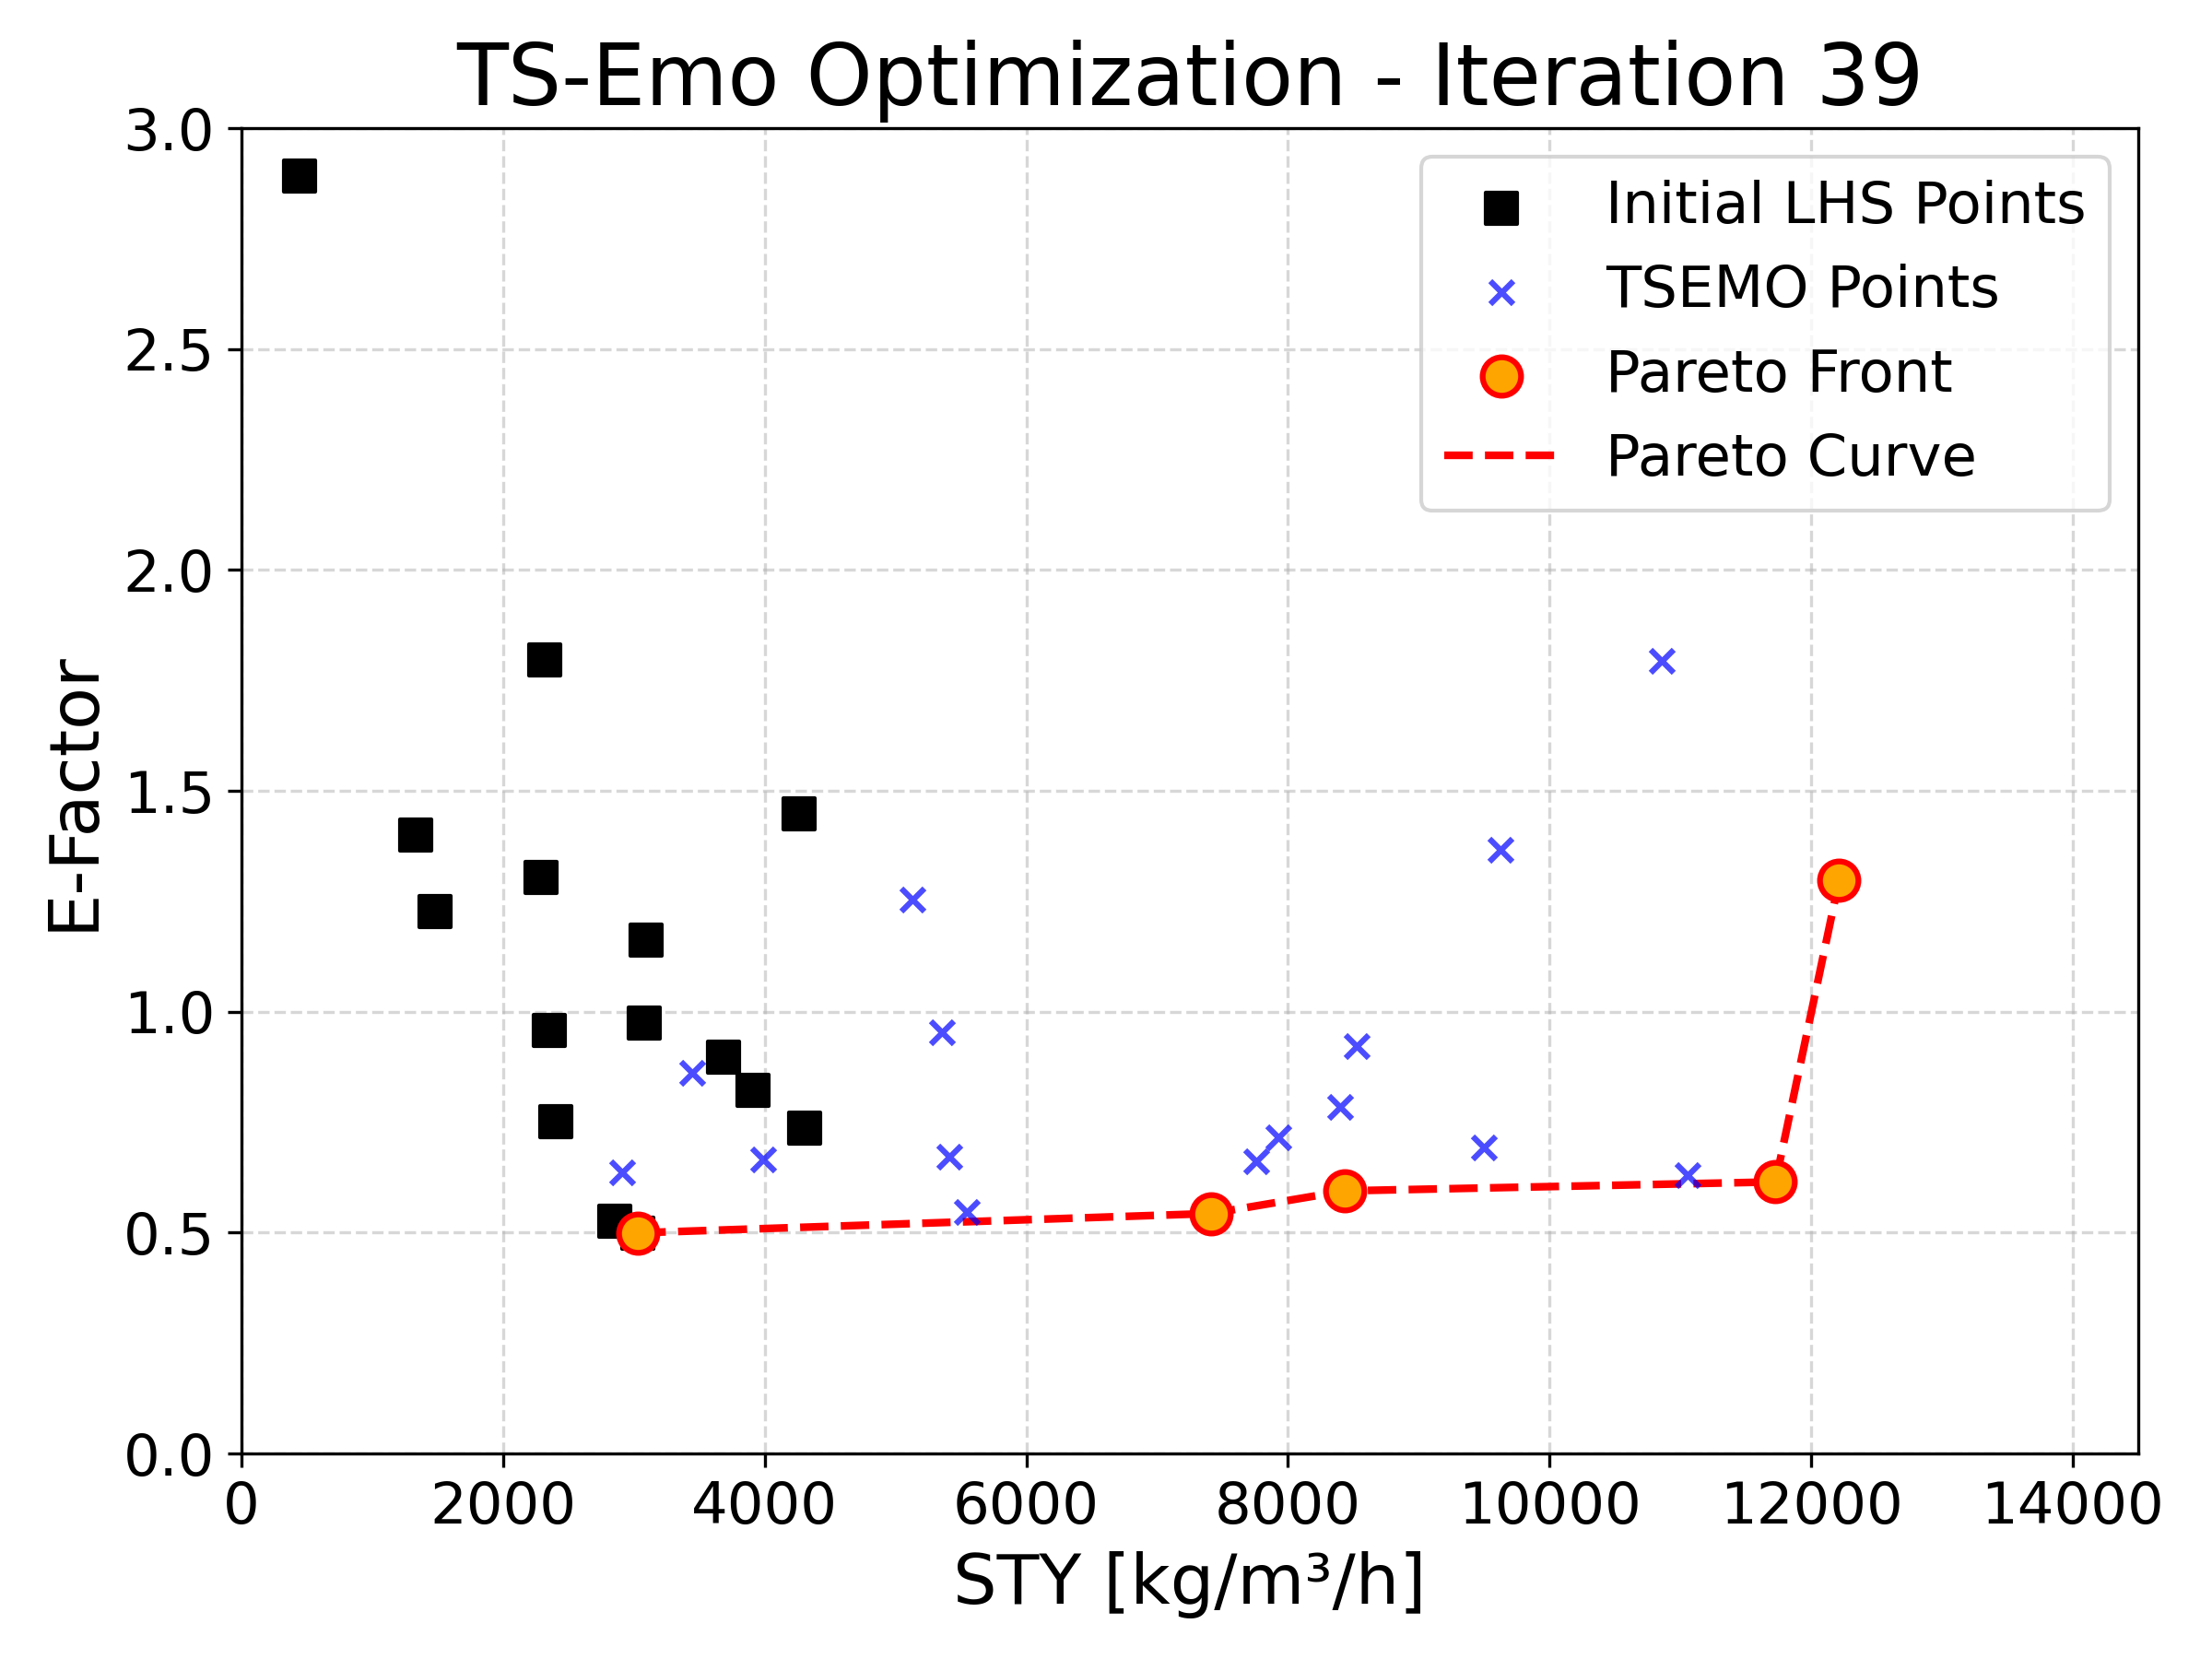 TS-Emo Optimization - Iteration 39
3.0
2.5
2.0
1.5
1.0
0.5
0.0
E-Factor
Initial LHS Points
TSEMO Points
Pareto Front
Pareto Curve
0 2000 4000 6000 8000 10000 12000 14000
STY [kg/m³/h]